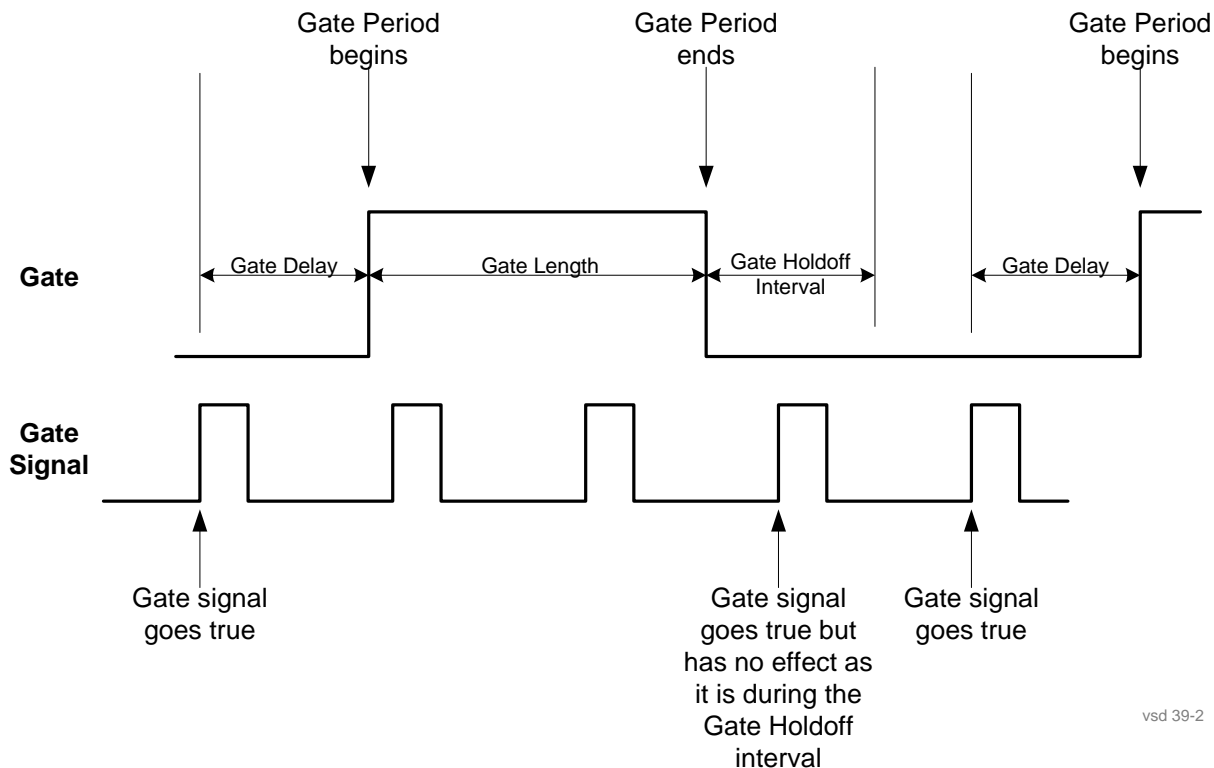 Gate Period
begins
Gate Period
ends
Gate Period
begins
Gate
Gate Delay
Gate Length
Gate Holdoff
Interval
Gate Delay
Gate
Signal
Gate signal
goes true
Gate signal
goes true but
has no effect as
it is during the
Gate Holdoff
interval
Gate signal
goes true
vsd 39-2